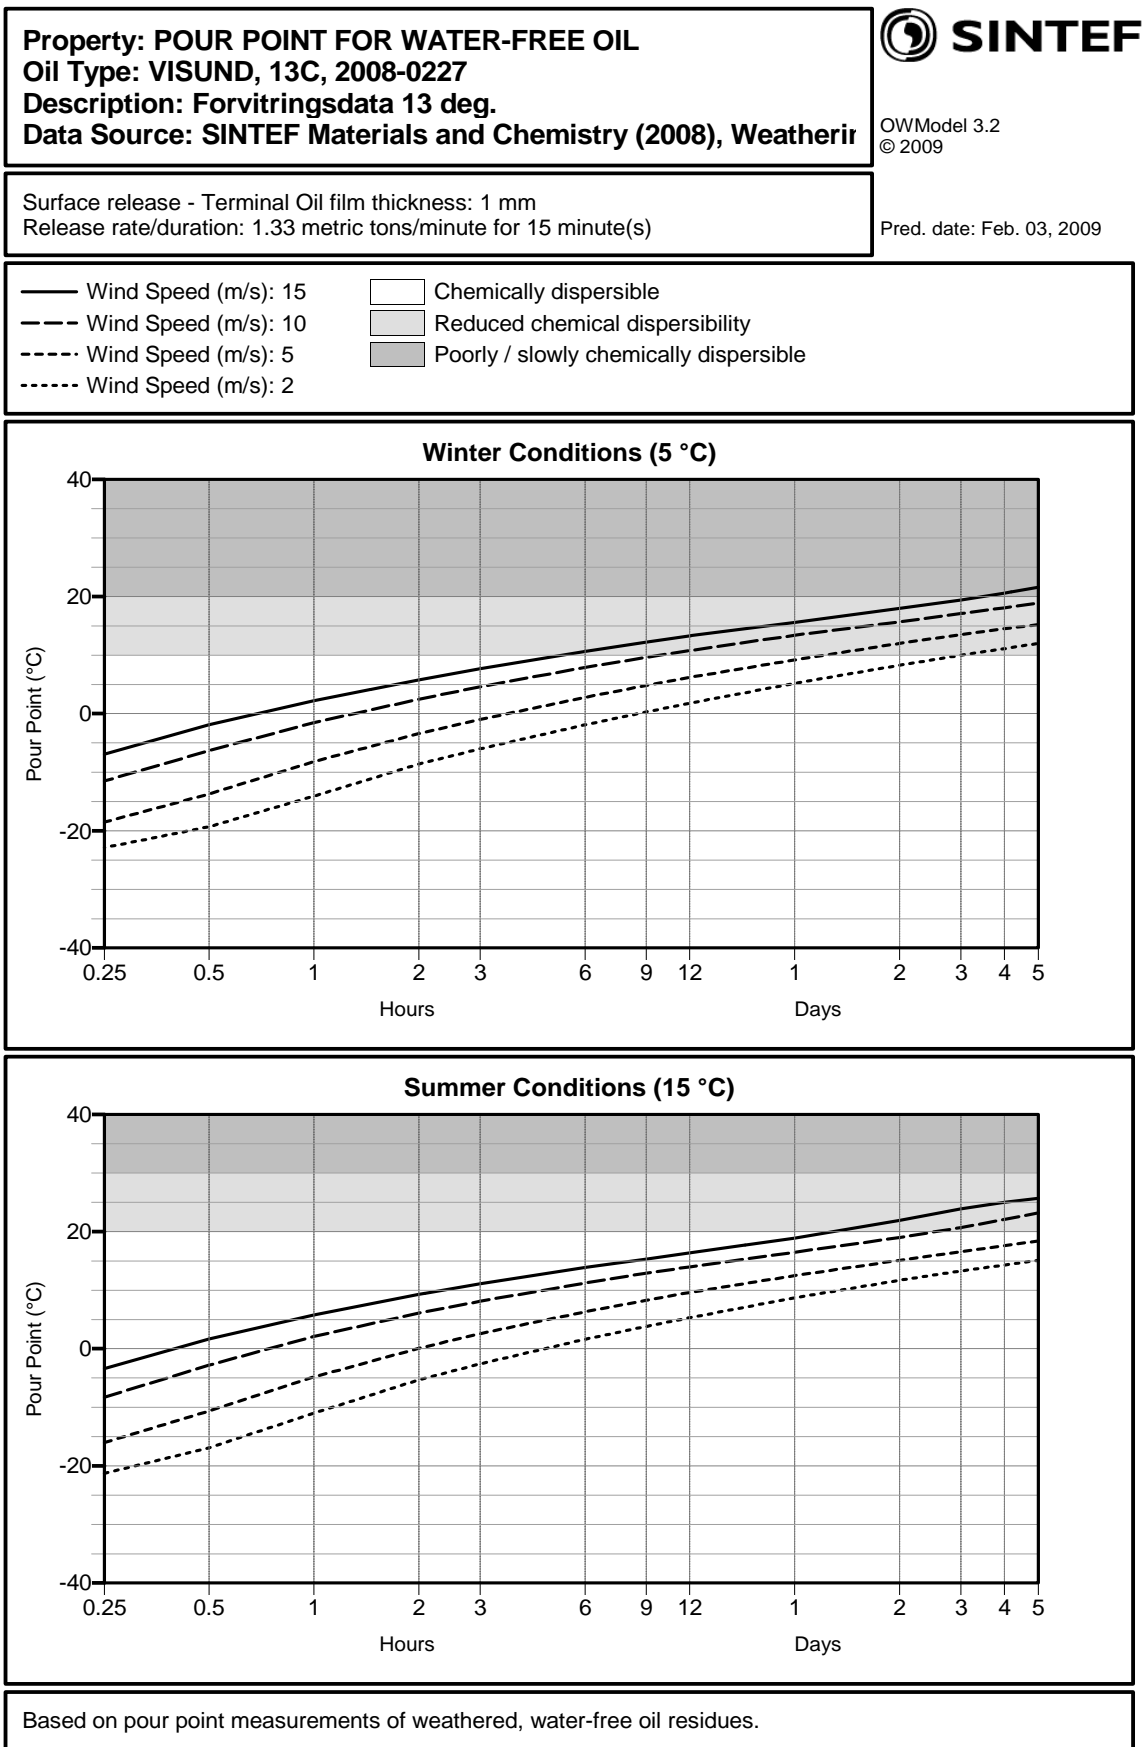 Property: POUR POINT FOR WATER-FREE OIL
Oil Type: VISUND, 13C, 2008-0227
Description: Forvitringsdata 13 deg.
Data Source: SINTEF Materials and Chemistry (2008), Weatherin
SINTEF
OWModel 3.2
© 2009
Surface release - Terminal Oil film thickness: 1 mm
Release rate/duration: 1.33 metric tons/minute for 15 minute(s)
Pred. date: Feb. 03, 2009
Wind Speed (m/s): 15
Wind Speed (m/s): 10
Wind Speed (m/s): 5
Wind Speed (m/s): 2
Chemically dispersible
Reduced chemical dispersibility
Poorly / slowly chemically dispersible
Winter Conditions (5 °C)
40
20
0
-20
-40
Pour Point (°C)
0.25 0.5 1 2 3 6 9 12 1 2 3 4 5
Hours Days
Summer Conditions (15 °C)
40
20
0
-20
-40
Pour Point (°C)
0.25 0.5 1 2 3 6 9 12 1 2 3 4 5
Hours Days
Based on pour point measurements of weathered, water-free oil residues.